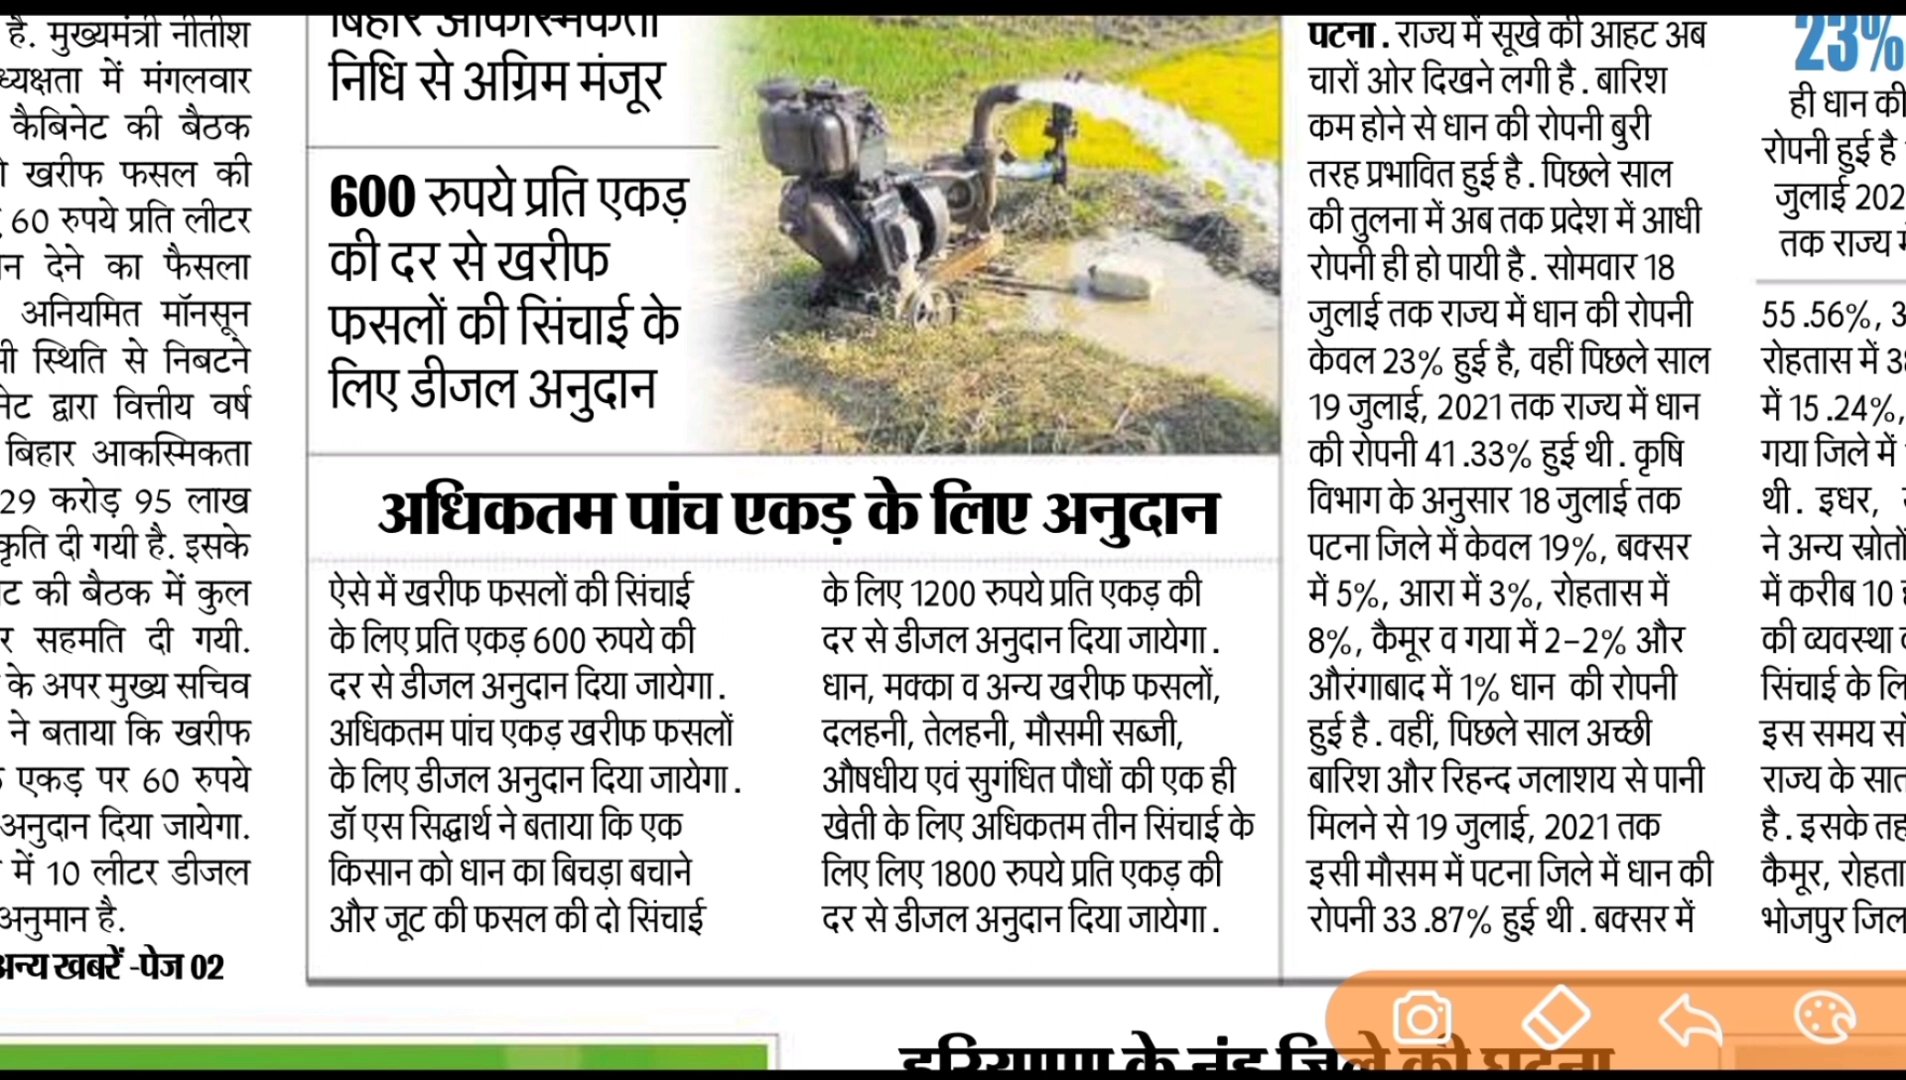 है. मुख्यमंत्री नीतीश
में मंगलवार
कैबिनेट की बैठक
खरीफ फसल की
60 रुपये प्रति लीटर
देने का फैसला
अनियमित मॉनसून
स्थिति से निबटने
द्वारा वित्तीय वर्ष
बिहार आकस्मिकता
29 करोड़ 95 लाख
दी गयी है. इसके
की बैठक में कुल
सहमति दी गयी.
के अपर मुख्य सचिव
ने बताया कि खरीफ
एकड़ पर 60 रुपये
अनुदान दिया जायेगा.
में 10 लीटर डीजल
अनुमान है.
अन्य खबरें -पेज 02
बिहार आकस्मिकता
निधि से अग्रिम मंजूर
600 रुपये प्रति एकड़
की दर से खरीफ
फसलों की सिंचाई के
लिए डीजल अनुदान
अधिकतम पांच एकड़ के लिए अनुदान
ऐसे में खरीफ फसलों की सिंचाई
के लिए प्रति एकड़ 600 रुपये की
दर से डीजल अनुदान दिया जायेगा.
अधिकतम पांच एकड़ खरीफ फसलों
के लिए डीजल अनुदान दिया जायेगा.
डॉ एस सिद्धार्थ ने बताया कि एक
किसान को धान का बिचड़ा बचाने
और जूट की फसल की दो सिंचाई
के लिए 1200 रुपये प्रति एकड़ की
दर से डीजल अनुदान दिया जायेगा.
धान, मक्का व अन्य खरीफ फसलों,
दलहनी, तेलहनी, मौसमी सब्जी,
औषधीय एवं सुगंधित पौधों की एक ही
खेती के लिए अधिकतम तीन सिंचाई के
लिए लिए 1800 रुपये प्रति एकड़ की
दर से डीजल अनुदान दिया जायेगा.
पटना. राज्य में सूखे की आहट अब
चारों ओर दिखने लगी है. बारिश
कम होने से धान की रोपनी बुरी
तरह प्रभावित हुई है. पिछले साल
की तुलना में अब तक प्रदेश में आधी
रोपनी ही हो पायी है. सोमवार 18
जुलाई तक राज्य में धान की रोपनी
केवल 23% हुई है, वहीं पिछले साल
19 जुलाई, 2021 तक राज्य में धान
की रोपनी 41.33% हुई थी. कृषि
विभाग के अनुसार 18 जुलाई तक
पटना जिले में केवल 19%, बक्सर
में 5%, आरा में 3%, रोहतास में
8%, कैमूर व गया में 2-2% और
औरंगाबाद में 1% धान की रोपनी
हुई है. वहीं, पिछले साल अच्छी
बारिश और रिहन्द जलाशय से पानी
मिलने से 19 जुलाई, 2021 तक
इसी मौसम में पटना जिले में धान की
रोपनी 33.87% हुई थी. बक्सर में
23%
ही धान की
रोपनी हुई है
जुलाई 202
तक राज्य
55.56%,
रोहतास में
में 15.24%,
गया जिले में
थी. इधर,
ने अन्य स्रोतों
में करीब 10
की व्यवस्था
सिंचाई के
इस समय
राज्य के
है. इसके
कैमूर,
भोजपुर
हरियाणा के नूंह जिले की घटना